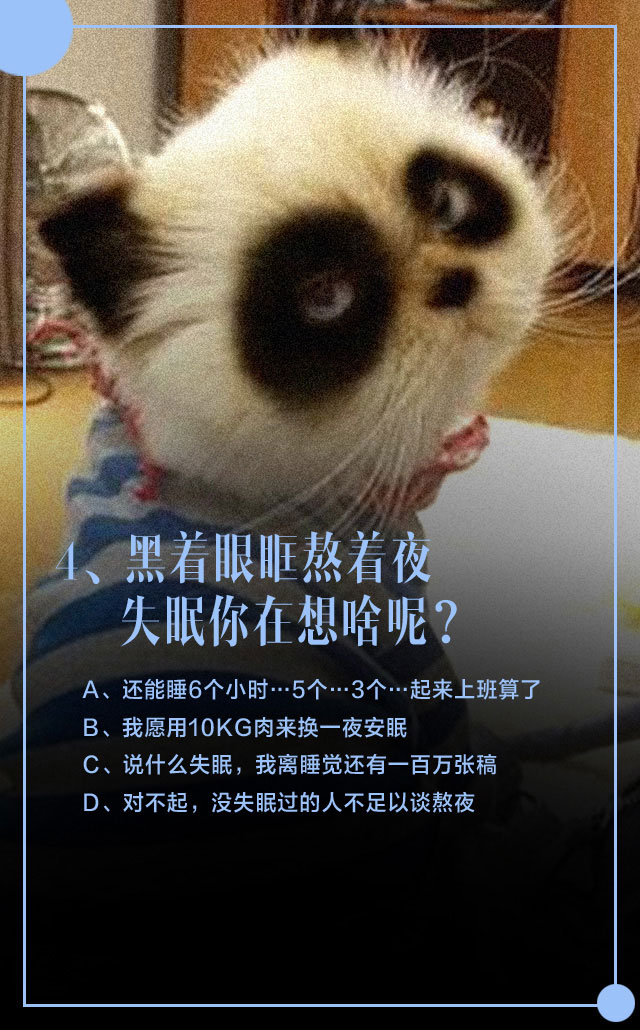 4、黑着眼眶熬着夜
失眠你在想啥呢？
A、还能睡6个小时…5个…3个…起来上班算了
B、我愿用10KG肉来换一夜安眠
C、说什么失眠，我离睡觉还有一百万张稿
D、对不起，没失眠过的人不足以谈熬夜